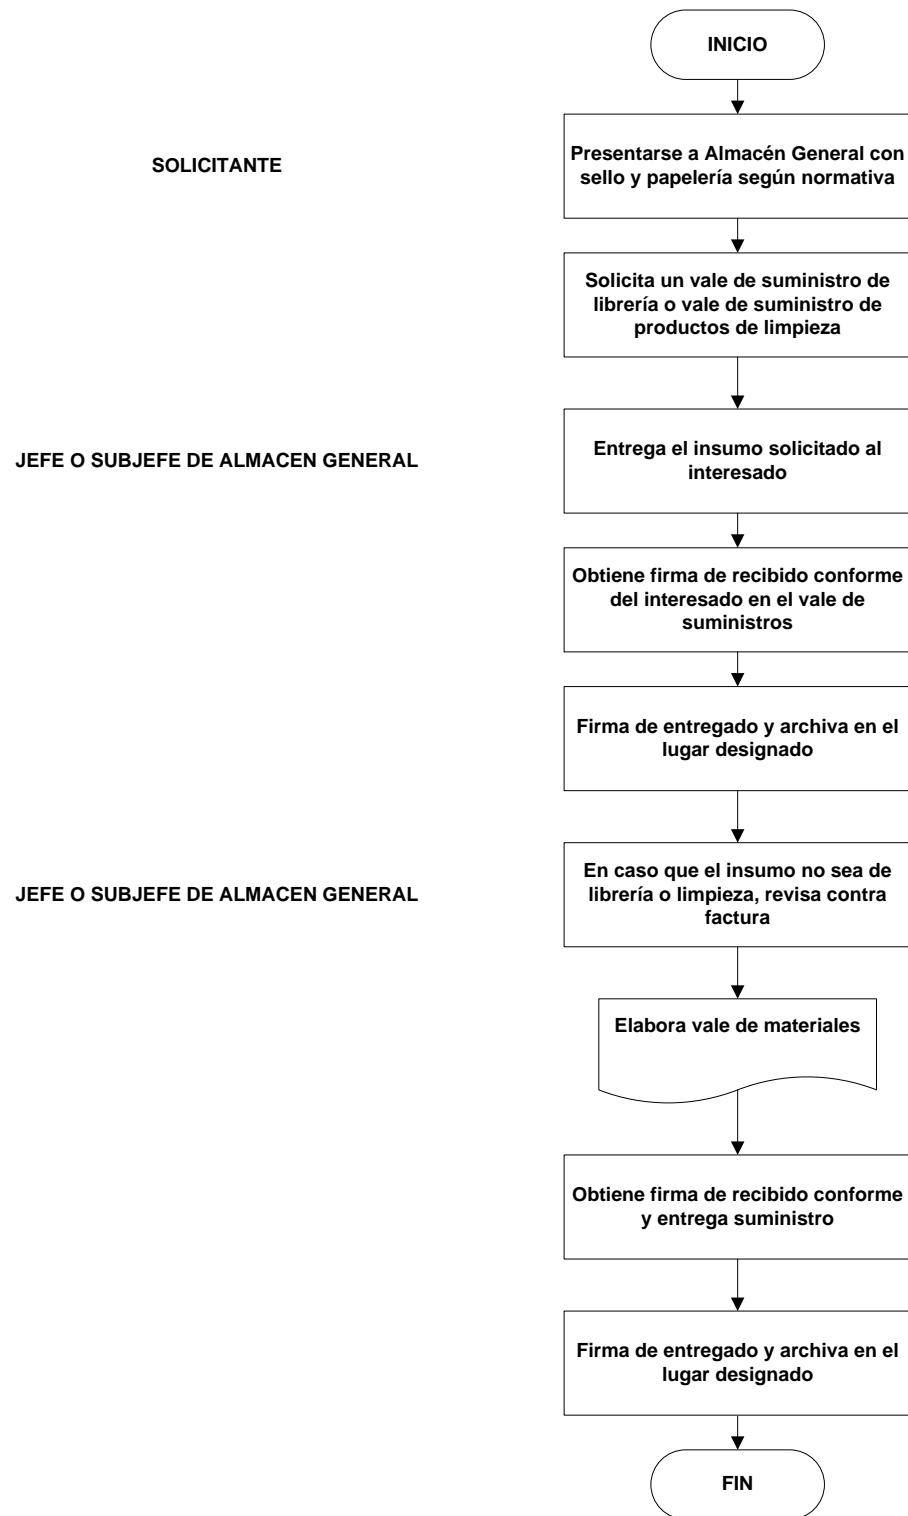 INICIO
SOLICITANTE
Presentarse a Almacén General con
sello y papelería según normativa
Solicita un vale de suministro de
librería o vale de suministro de
productos de limpieza
JEFE O SUBJEFE DE ALMACEN GENERAL
Entrega el insumo solicitado al
interesado
Obtiene firma de recibido conforme
del interesado en el vale de
suministros
Firma de entregado y archiva en el
lugar designado
JEFE O SUBJEFE DE ALMACEN GENERAL
En caso que el insumo no sea de
librería o limpieza, revisa contra
factura
Elabora vale de materiales
Obtiene firma de recibido conforme
y entrega suministro
Firma de entregado y archiva en el
lugar designado
FIN